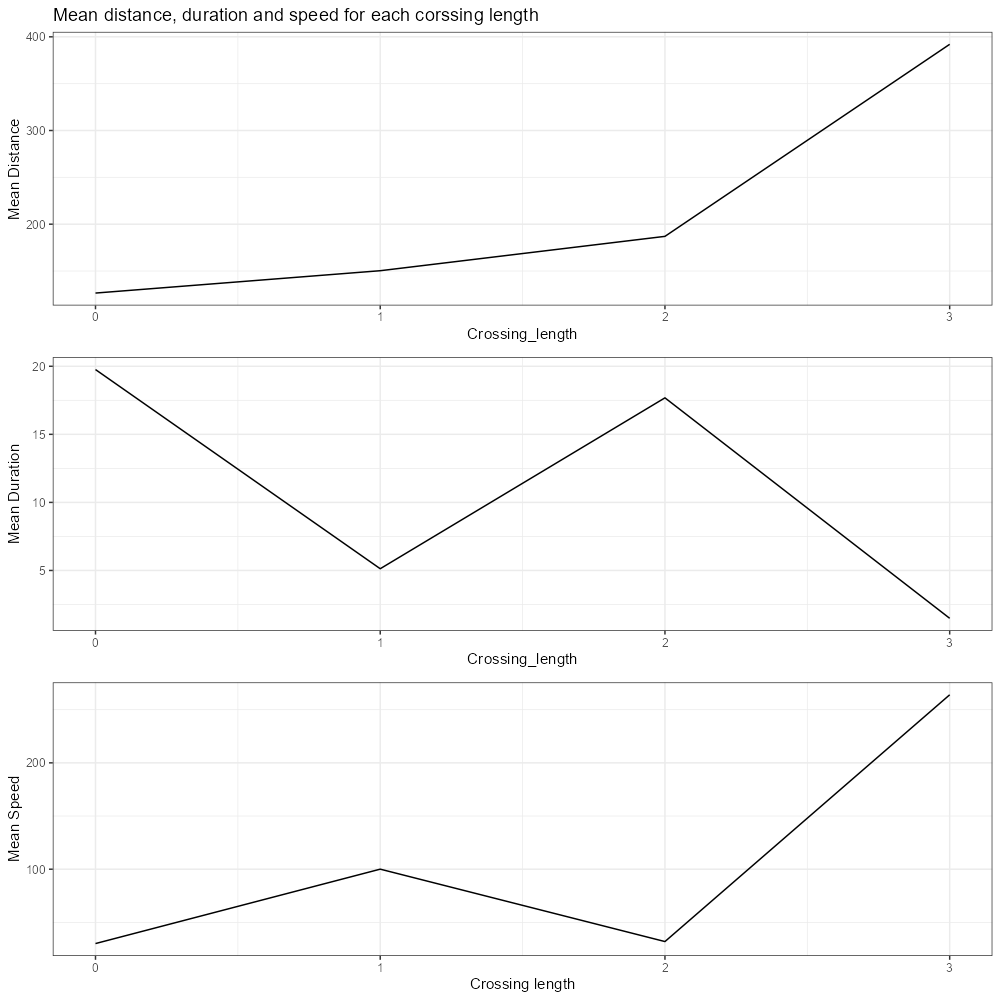 Mean distance, duration and speed for each corssing length
400
300
200
Mean Distance
0 1 2 3
Crossing_length
20
15
10
5
Mean Duration
0 1 2 3
Crossing_length
200
100
Mean Speed
0 1 2 3
Crossing length